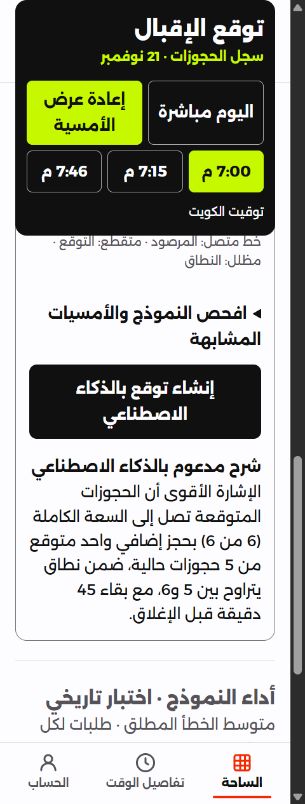 توقع الإقبال
سجل الحجوزات · 21 نوفمبر
اليوم مباشرة
إعادة عرض
الأمسية
7:00 م
7:15 م
7:46 م
توقيت الكويت
خط متصل: المرصود · متقطع: التوقع ·
مظلل: النطاق
◀ افحص النموذج والأمسيات
المشابهة
إنشاء توقع بالذكاء
الاصطناعي
شرح مدعوم بالذكاء الاصطناعي
الإشارة الأقوى أن الحجوزات
المتوقعة تصل إلى السعة الكاملة
(6 من 6) بحجز إضافي واحد متوقع
من 5 حجوزات حالية، ضمن نطاق
يتراوح بين 5 و6، مع بقاء 45
دقيقة قبل الإغلاق.
أداء النموذج · اختبار تاريخي
متوسط الخطأ المطلق · طلبات لكل
الساحة
تفاصيل الوقت
الحساب